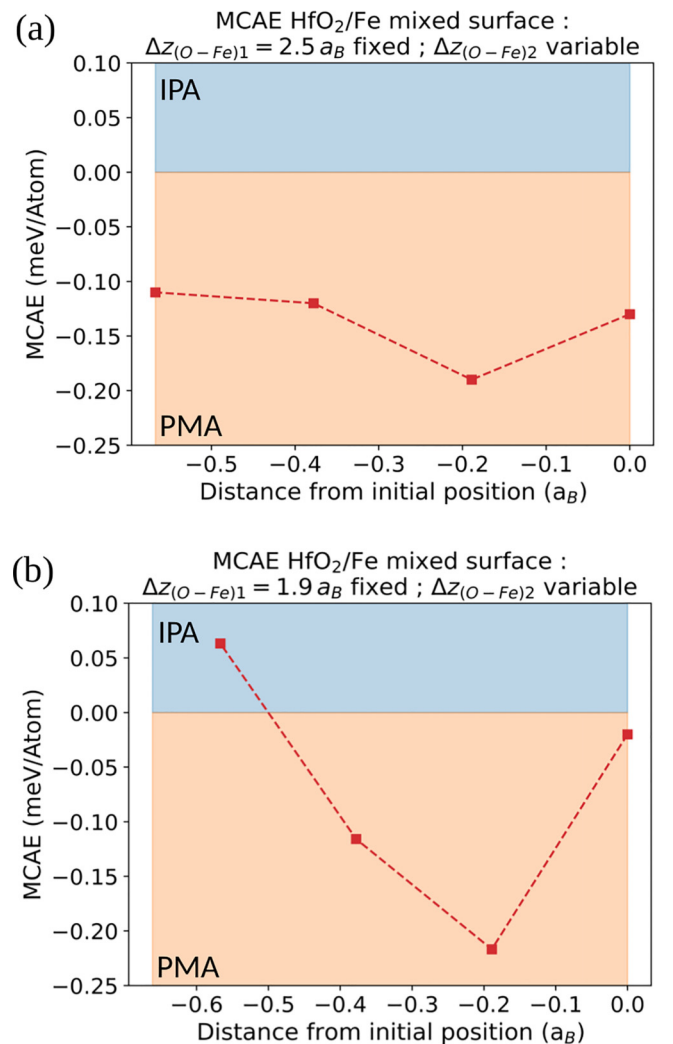 (a)
MCAE HfO₂/Fe mixed surface :
Δz₍O−Fe₎1 = 2.5 a_B fixed ; Δz₍O−Fe₎2 variable
0.10
IPA
0.05
0.00
−0.05
−0.10
−0.15
−0.20
PMA
−0.25
MCAE (meV/Atom)
−0.5 −0.4 −0.3 −0.2 −0.1 0.0
Distance from initial position (a_B)
(b)
MCAE HfO₂/Fe mixed surface :
Δz₍O−Fe₎1 = 1.9 a_B fixed ; Δz₍O−Fe₎2 variable
0.10
IPA
0.05
0.00
−0.05
−0.10
−0.15
−0.20
PMA
−0.25
MCAE (meV/Atom)
−0.6 −0.5 −0.4 −0.3 −0.2 −0.1 0.0
Distance from initial position (a_B)